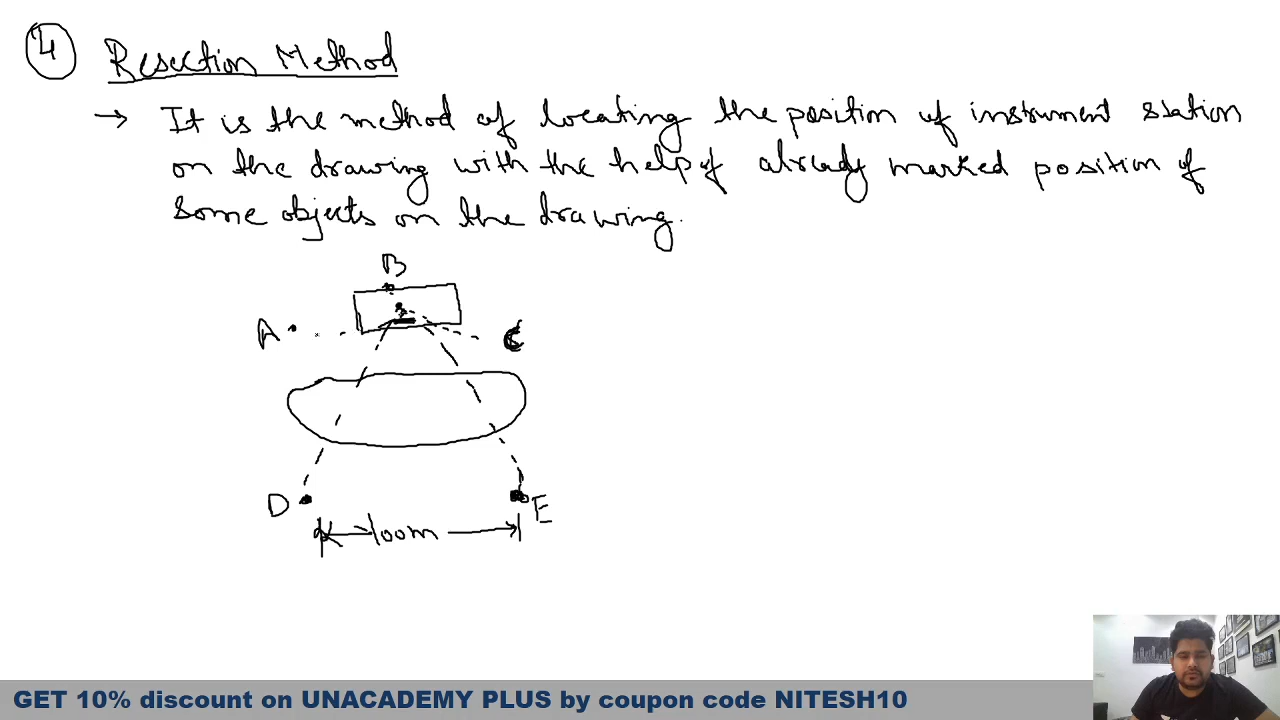 4 Resection Method
→ It is the method of locating the position of instrument station
on the drawing with the help of already marked position of
some objects on the drawing.
B
A C
D E
100m
GET 10% discount on UNACADEMY PLUS by coupon code NITESH10